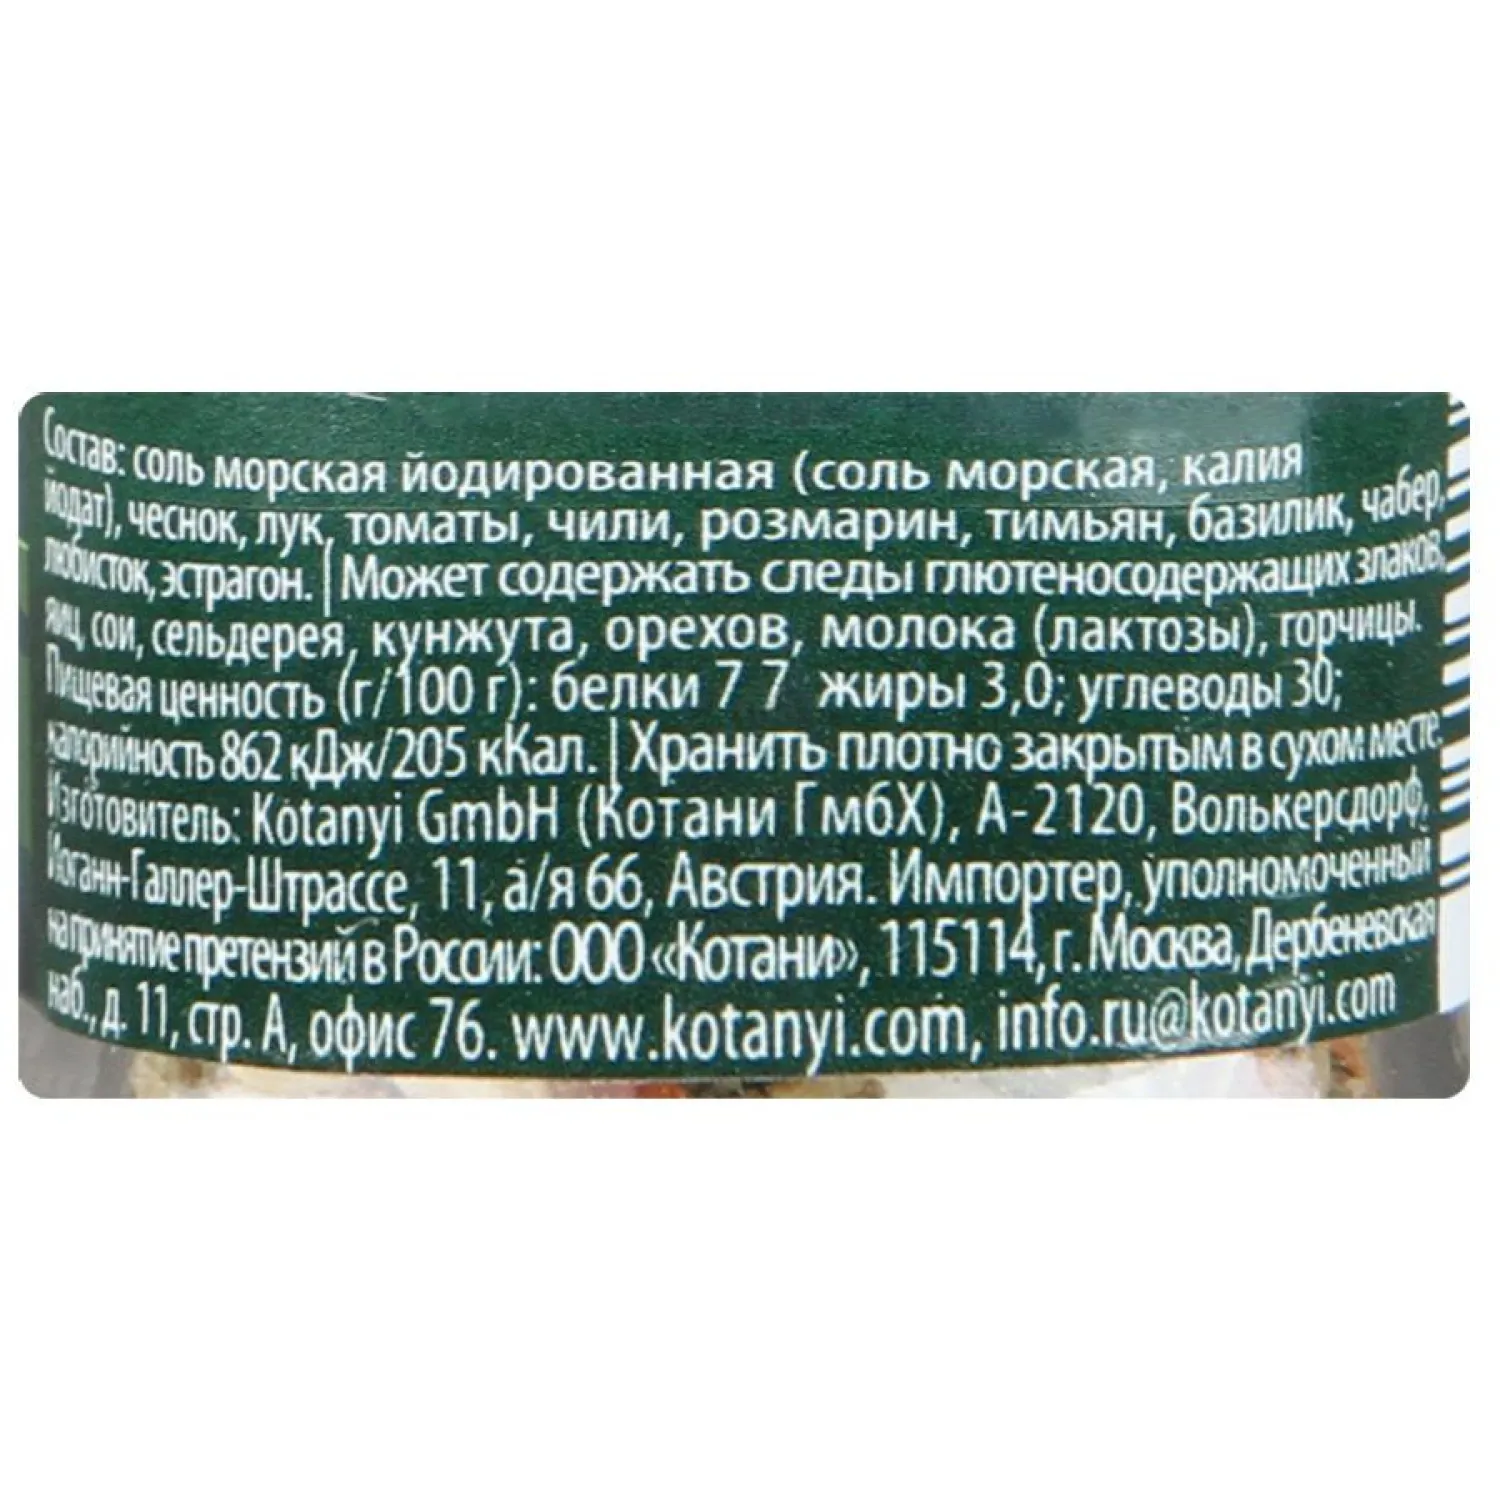 Состав: соль морская йодированная (соль морская, калия
йодат), чеснок, лук, томаты, чили, розмарин, тимьян, базилик, чабер,
любисток, эстрагон. | Может содержать следы глютеносодержащих злаков,
яиц, сои, сельдерея, кунжута, орехов, молока (лактозы), горчицы.
Пищевая ценность (г/100 г): белки 7 7 жиры 3,0; углеводы 30;
калорийность 862 кДж/205 кКал. | Хранить плотно закрытым в сухом месте.
Изготовитель: Kotanyi GmbH (Котани ГмбХ), А-2120, Волькерсдорф,
Йоганн-Галлер-Штрассе, 11, а/я 66, Австрия. Импортер, уполномоченный
на принятие претензий в России: ООО «Котани», 115114, г. Москва, Дербеневская
наб., д. 11, стр. А, офис 76. www.kotanyi.com, info.ru@kotanyi.com